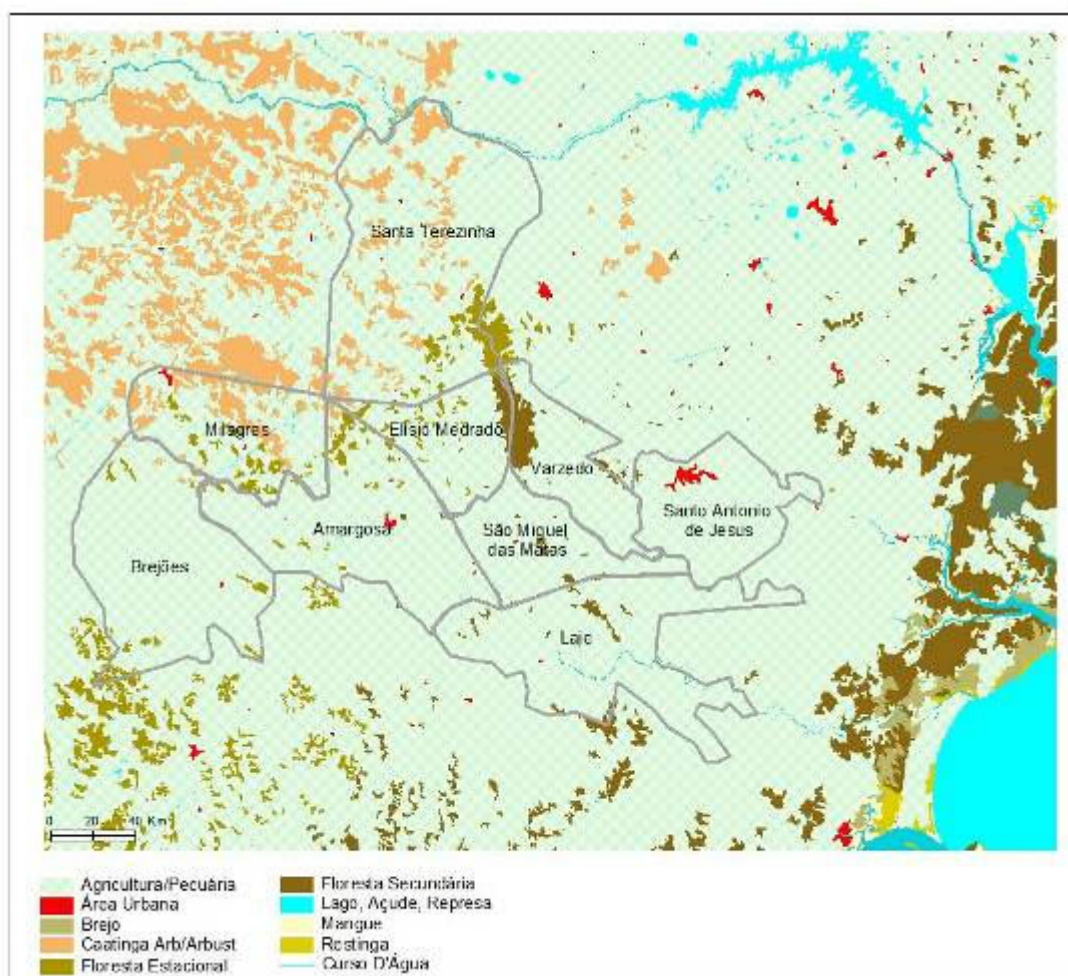 Santa Terezinha
Milagres
Elísio Medrado
Varzedo
Santo Antonio
de Jesus
Amargosa
São Miguel
das Matas
Brejões
Laje
0 20 40 Km
Agricultura/Pecuária
Área Urbana
Brejo
Caatinga Arb/Arbust
Floresta Estacional
Floresta Secundária
Lago, Açude, Represa
Mangue
Restinga
Curso D'Água